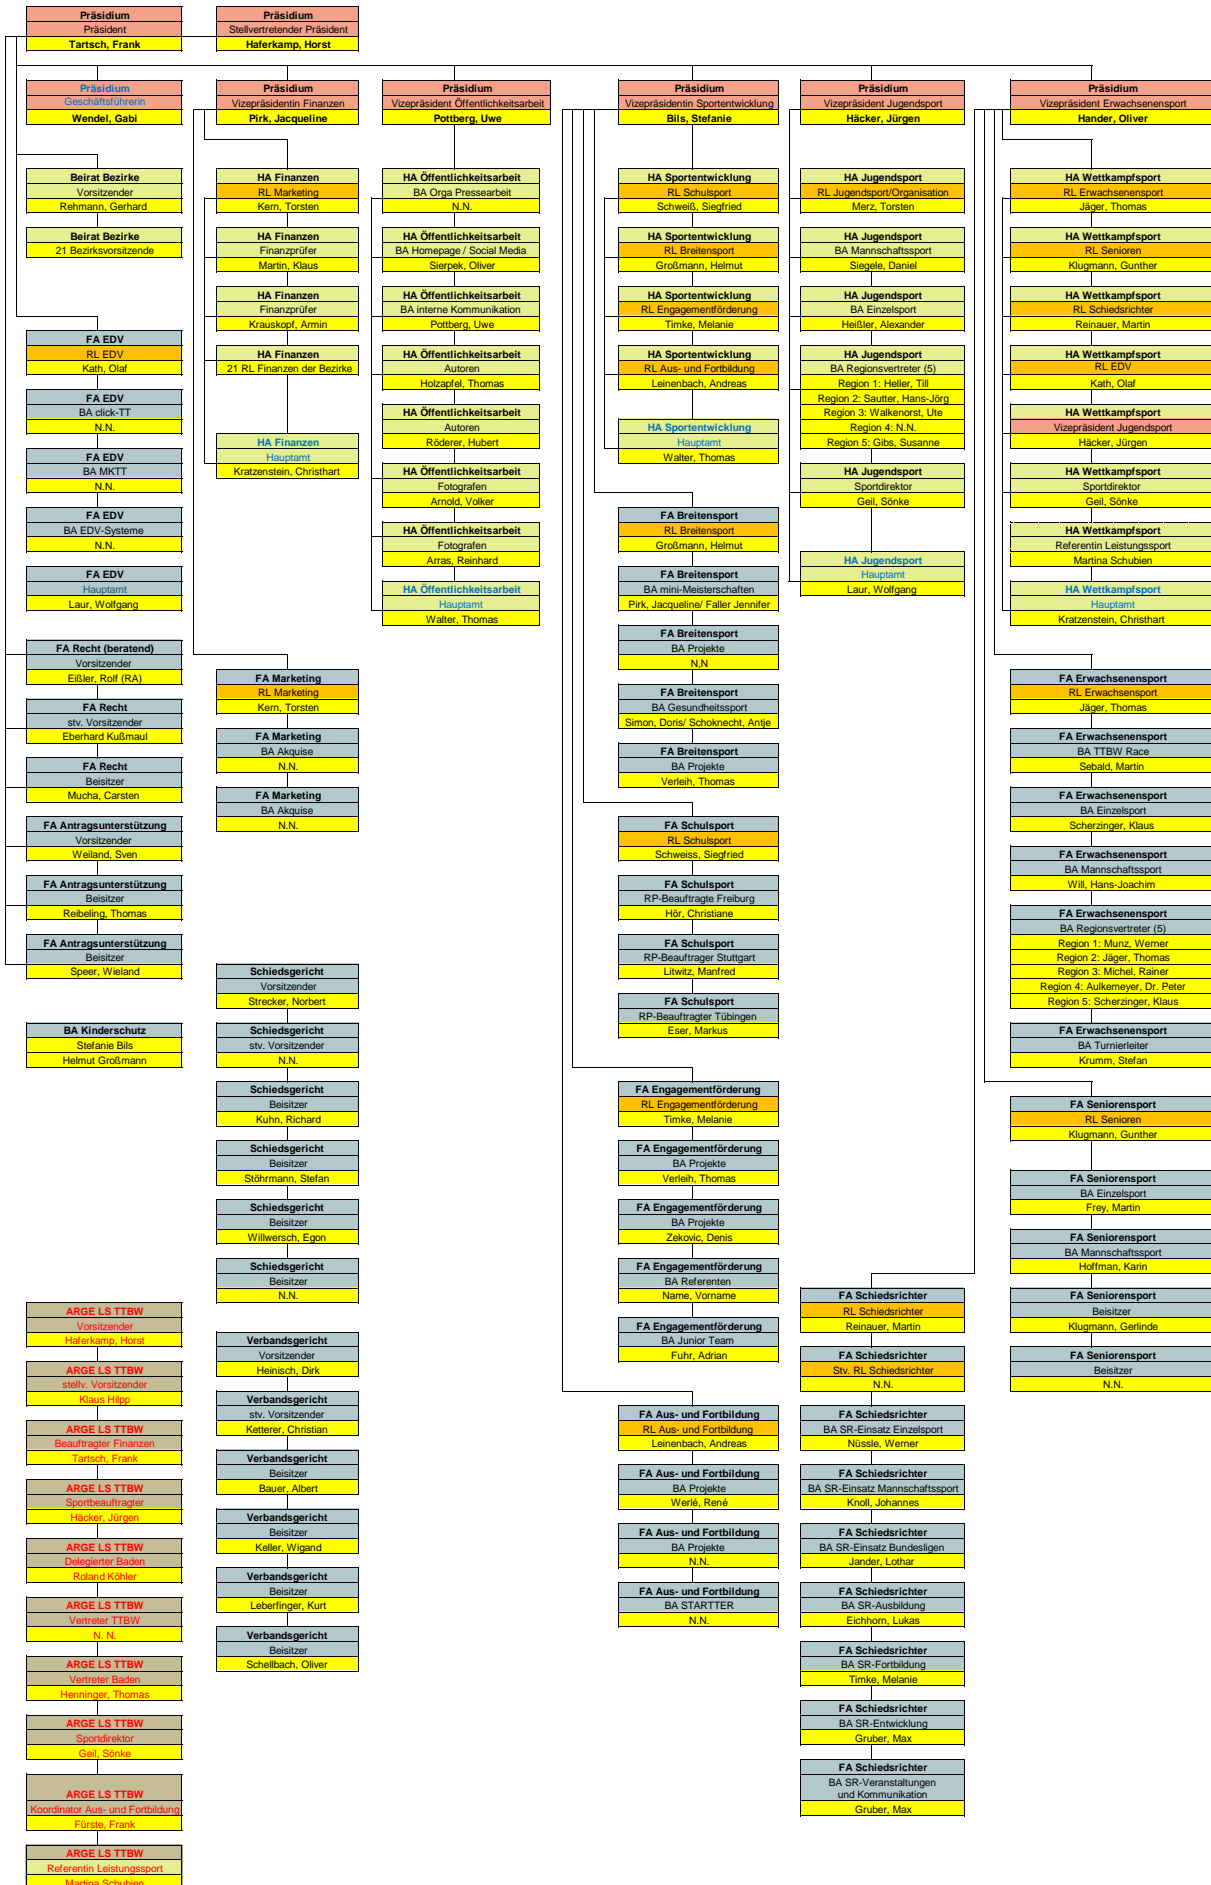 Präsidium
Präsident
Tartsch, Frank
Präsidium
Stellvertretender Präsident
Haferkamp, Horst
Präsidium
Geschäftsführerin
Wendel, Gabi
Präsidium
Vizepräsidentin Finanzen
Pirk, Jacqueline
Präsidium
Vizepräsident Öffentlichkeitsarbeit
Pottberg, Uwe
Präsidium
Vizepräsidentin Sportentwicklung
Bils, Stefanie
Präsidium
Vizepräsident Jugendsport
Häcker, Jürgen
Präsidium
Vizepräsident Erwachsenensport
Hander, Oliver
Beirat Bezirke
Vorsitzender
Rehmann, Gerhard
Beirat Bezirke
21 Bezirksvorsitzende
FA EDV
RL EDV
Kath, Olaf
FA EDV
BA click-TT
N.N.
FA EDV
BA MKTT
N.N.
FA EDV
BA EDV-Systeme
N.N.
FA EDV
Hauptamt
Laur, Wolfgang
FA Recht (beratend)
Vorsitzender
Eißler, Rolf (RA)
FA Recht
stv. Vorsitzender
Eberhard Kußmaul
FA Recht
Beisitzer
Mucha, Carsten
FA Antragsunterstützung
Vorsitzender
Weiland, Sven
FA Antragsunterstützung
Beisitzer
Reibeling, Thomas
FA Antragsunterstützung
Beisitzer
Speer, Wieland
BA Kinderschutz
Stefanie Bils
Helmut Großmann
ARGE LS TTBW
Vorsitzender
Haferkamp, Horst
ARGE LS TTBW
stellv. Vorsitzender
Klaus Hilpp
ARGE LS TTBW
Beauftragter Finanzen
Tartsch, Frank
ARGE LS TTBW
Sportbeauftragter
Häcker, Jürgen
ARGE LS TTBW
Delegierter Baden
Roland Köhler
ARGE LS TTBW
Vertreter TTBW
N. N.
ARGE LS TTBW
Vertreter Baden
Henninger, Thomas
ARGE LS TTBW
Sportdirektor
Geil, Sönke
ARGE LS TTBW
Koordinator Aus- und Fortbildung
Fürste, Frank
ARGE LS TTBW
Referentin Leistungssport
Martina Schubien
HA Finanzen
RL Marketing
Kern, Torsten
HA Finanzen
Finanzprüfer
Martin, Klaus
HA Finanzen
Finanzprüfer
Krauskopf, Armin
HA Finanzen
21 RL Finanzen der Bezirke
HA Finanzen
Hauptamt
Kratzenstein, Christhart
FA Marketing
RL Marketing
Kern, Torsten
FA Marketing
BA Akquise
N.N.
FA Marketing
BA Akquise
N.N.
Schiedsgericht
Vorsitzender
Strecker, Norbert
Schiedsgericht
stv. Vorsitzender
N.N.
Schiedsgericht
Beisitzer
Kuhn, Richard
Schiedsgericht
Beisitzer
Stöhrmann, Stefan
Schiedsgericht
Beisitzer
Willwersch, Egon
Schiedsgericht
Beisitzer
N.N.
Verbandsgericht
Vorsitzender
Heinisch, Dirk
Verbandsgericht
stv. Vorsitzender
Ketterer, Christian
Verbandsgericht
Beisitzer
Bauer, Albert
Verbandsgericht
Beisitzer
Keller, Wigand
Verbandsgericht
Beisitzer
Leberfinger, Kurt
Verbandsgericht
Beisitzer
Schellbach, Oliver
HA Öffentlichkeitsarbeit
BA Orga Pressearbeit
N.N.
HA Öffentlichkeitsarbeit
BA Homepage / Social Media
Sierpek, Oliver
HA Öffentlichkeitsarbeit
BA interne Kommunikation
Pottberg, Uwe
HA Öffentlichkeitsarbeit
Autoren
Holzapfel, Thomas
HA Öffentlichkeitsarbeit
Autoren
Röderer, Hubert
HA Öffentlichkeitsarbeit
Fotografen
Arnold, Volker
HA Öffentlichkeitsarbeit
Fotografen
Arras, Reinhard
HA Öffentlichkeitsarbeit
Hauptamt
Walter, Thomas
HA Sportentwicklung
RL Schulsport
Schweiß, Siegfried
HA Sportentwicklung
RL Breitensport
Großmann, Helmut
HA Sportentwicklung
RL Engagementförderung
Timke, Melanie
HA Sportentwicklung
RL Aus- und Fortbildung
Leinenbach, Andreas
HA Sportentwicklung
Hauptamt
Walter, Thomas
FA Breitensport
RL Breitensport
Großmann, Helmut
FA Breitensport
BA mini-Meisterschaften
Pirk, Jacqueline/ Faller Jennifer
FA Breitensport
BA Projekte
N,N
FA Breitensport
BA Gesundheitssport
Simon, Doris/ Schoknecht, Antje
FA Breitensport
BA Projekte
Verleih, Thomas
FA Schulsport
RL Schulsport
Schweiss, Siegfried
FA Schulsport
RP-Beauftragte Freiburg
Hör, Christiane
FA Schulsport
RP-Beauftrager Stuttgart
Litwitz, Manfred
FA Schulsport
RP-Beauftragter Tübingen
Eser, Markus
FA Engagementförderung
RL Engagementförderung
Timke, Melanie
FA Engagementförderung
BA Projekte
Verleih, Thomas
FA Engagementförderung
BA Projekte
Zekovic, Denis
FA Engagementförderung
BA Referenten
Name, Vorname
FA Engagementförderung
BA Junior Team
Fuhr, Adrian
FA Aus- und Fortbildung
RL Aus- und Fortbildung
Leinenbach, Andreas
FA Aus- und Fortbildung
BA Projekte
Werlé, René
FA Aus- und Fortbildung
BA Projekte
N.N.
FA Aus- und Fortbildung
BA STARTTER
N.N.
HA Jugendsport
RL Jugendsport/Organisation
Merz, Torsten
HA Jugendsport
BA Mannschaftssport
Siegele, Daniel
HA Jugendsport
BA Einzelsport
Heißler, Alexander
HA Jugendsport
BA Regionsvertreter (5)
Region 1: Heller, Till
Region 2: Sautter, Hans-Jörg
Region 3: Walkenorst, Ute
Region 4: N.N.
Region 5: Gibs, Susanne
HA Jugendsport
Sportdirektor
Geil, Sönke
HA Jugendsport
Hauptamt
Laur, Wolfgang
FA Schiedsrichter
RL Schiedsrichter
Reinauer, Martin
FA Schiedsrichter
Stv. RL Schiedsrichter
N.N.
FA Schiedsrichter
BA SR-Einsatz Einzelsport
Nüssle, Werner
FA Schiedsrichter
BA SR-Einsatz Mannschaftssport
Knoll, Johannes
FA Schiedsrichter
BA SR-Einsatz Bundesligen
Jander, Lothar
FA Schiedsrichter
BA SR-Ausbildung
Eichhorn, Lukas
FA Schiedsrichter
BA SR-Fortbildung
Timke, Melanie
FA Schiedsrichter
BA SR-Entwicklung
Gruber, Max
FA Schiedsrichter
BA SR-Veranstaltungen
und Kommunikation
Gruber, Max
HA Wettkampfsport
RL Erwachsenensport
Jäger, Thomas
HA Wettkampfsport
RL Senioren
Klugmann, Gunther
HA Wettkampfsport
RL Schiedsrichter
Reinauer, Martin
HA Wettkampfsport
RL EDV
Kath, Olaf
HA Wettkampfsport
Vizepräsident Jugendsport
Häcker, Jürgen
HA Wettkampfsport
Sportdirektor
Geil, Sönke
HA Wettkampfsport
Referentin Leistungssport
Martina Schubien
HA Wettkampfsport
Hauptamt
Kratzenstein, Christhart
FA Erwachsenensport
RL Erwachsensport
Jäger, Thomas
FA Erwachsenensport
BA TTBW Race
Sebald, Martin
FA Erwachsenensport
BA Einzelsport
Scherzinger, Klaus
FA Erwachsenensport
BA Mannschaftssport
Will, Hans-Joachim
FA Erwachsenensport
BA Regionsvertreter (5)
Region 1: Munz, Werner
Region 2: Jäger, Thomas
Region 3: Michel, Rainer
Region 4: Aulkemeyer, Dr. Peter
Region 5: Scherzinger, Klaus
FA Erwachsenensport
BA Turnierleiter
Krumm, Stefan
FA Seniorensport
RL Senioren
Klugmann, Gunther
FA Seniorensport
BA Einzelsport
Frey, Martin
FA Seniorensport
BA Mannschaftssport
Hoffman, Karin
FA Seniorensport
Beisitzer
Klugmann, Gerlinde
FA Seniorensport
Beisitzer
N.N.